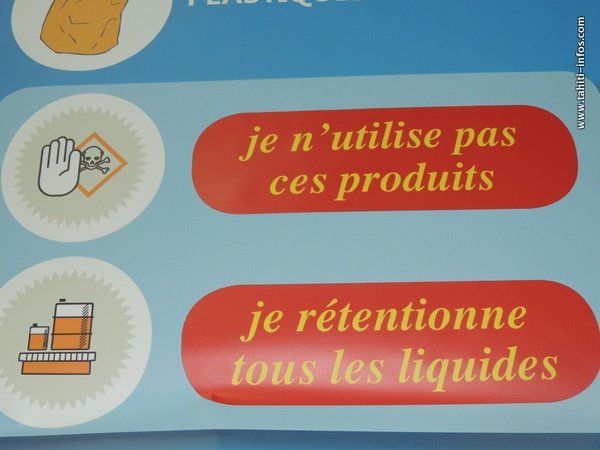 www.tahiti-infos.com
je n'utilise pas
ces produits
je rétentionne
tous les liquides